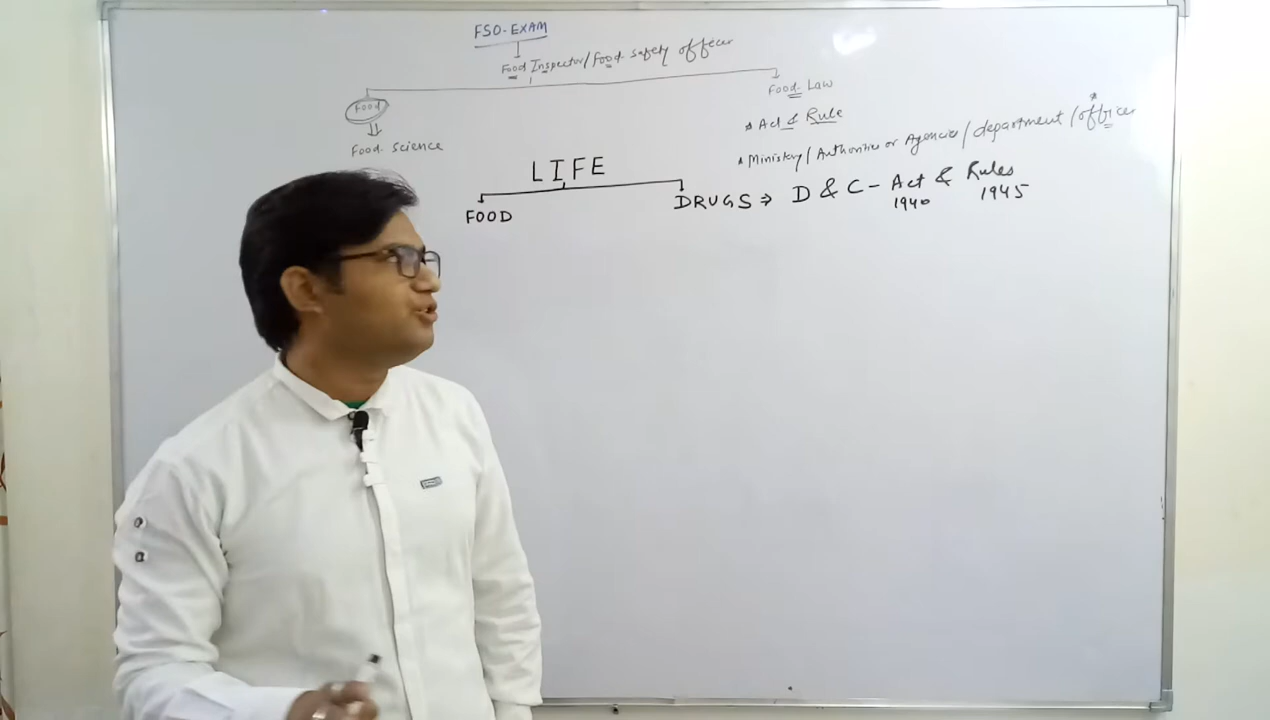 FSO-EXAM
Food Inspector/Food Safety officer
Food
Food Law
Food Science
* Act & Rule
* Ministry/Authorities or Agencies/department/officer
LIFE
FOOD
DRUGS ⇒ D & C - Act & Rules
1940 1945